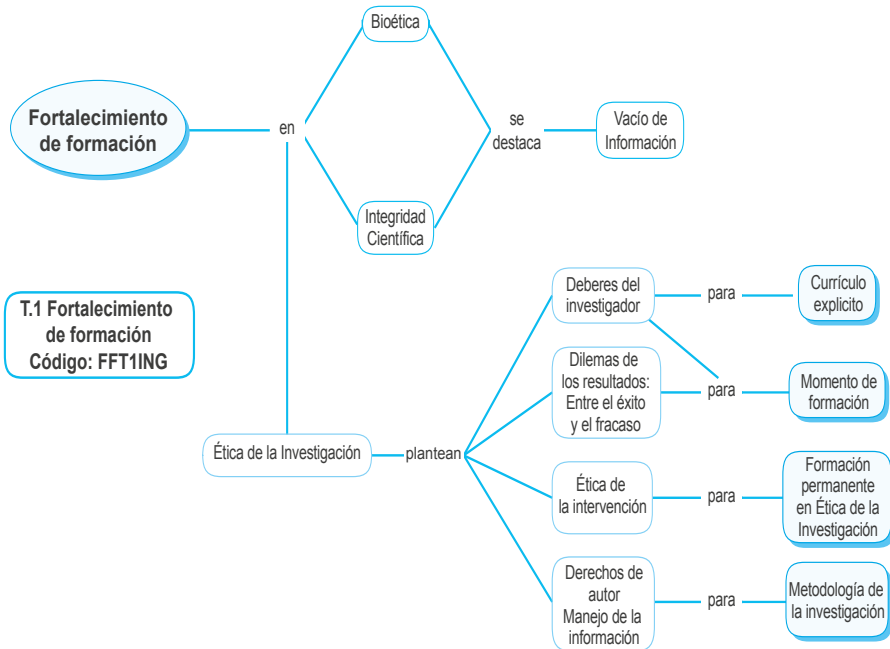 Bioética
Fortalecimiento
de formación
en
se
destaca
Vacío de
Información
Integridad
Científica
T.1 Fortalecimiento
de formación
Código: FFT1ING
Deberes del
investigador
para
Currículo
explicito
Dilemas de
los resultados:
Entre el éxito
y el fracaso
para
Momento de
formación
Ética de la Investigación
plantean
Ética de
la intervención
para
Formación
permanente
en Ética de la
Investigación
Derechos de
autor
Manejo de la
información
para
Metodología de
la investigación